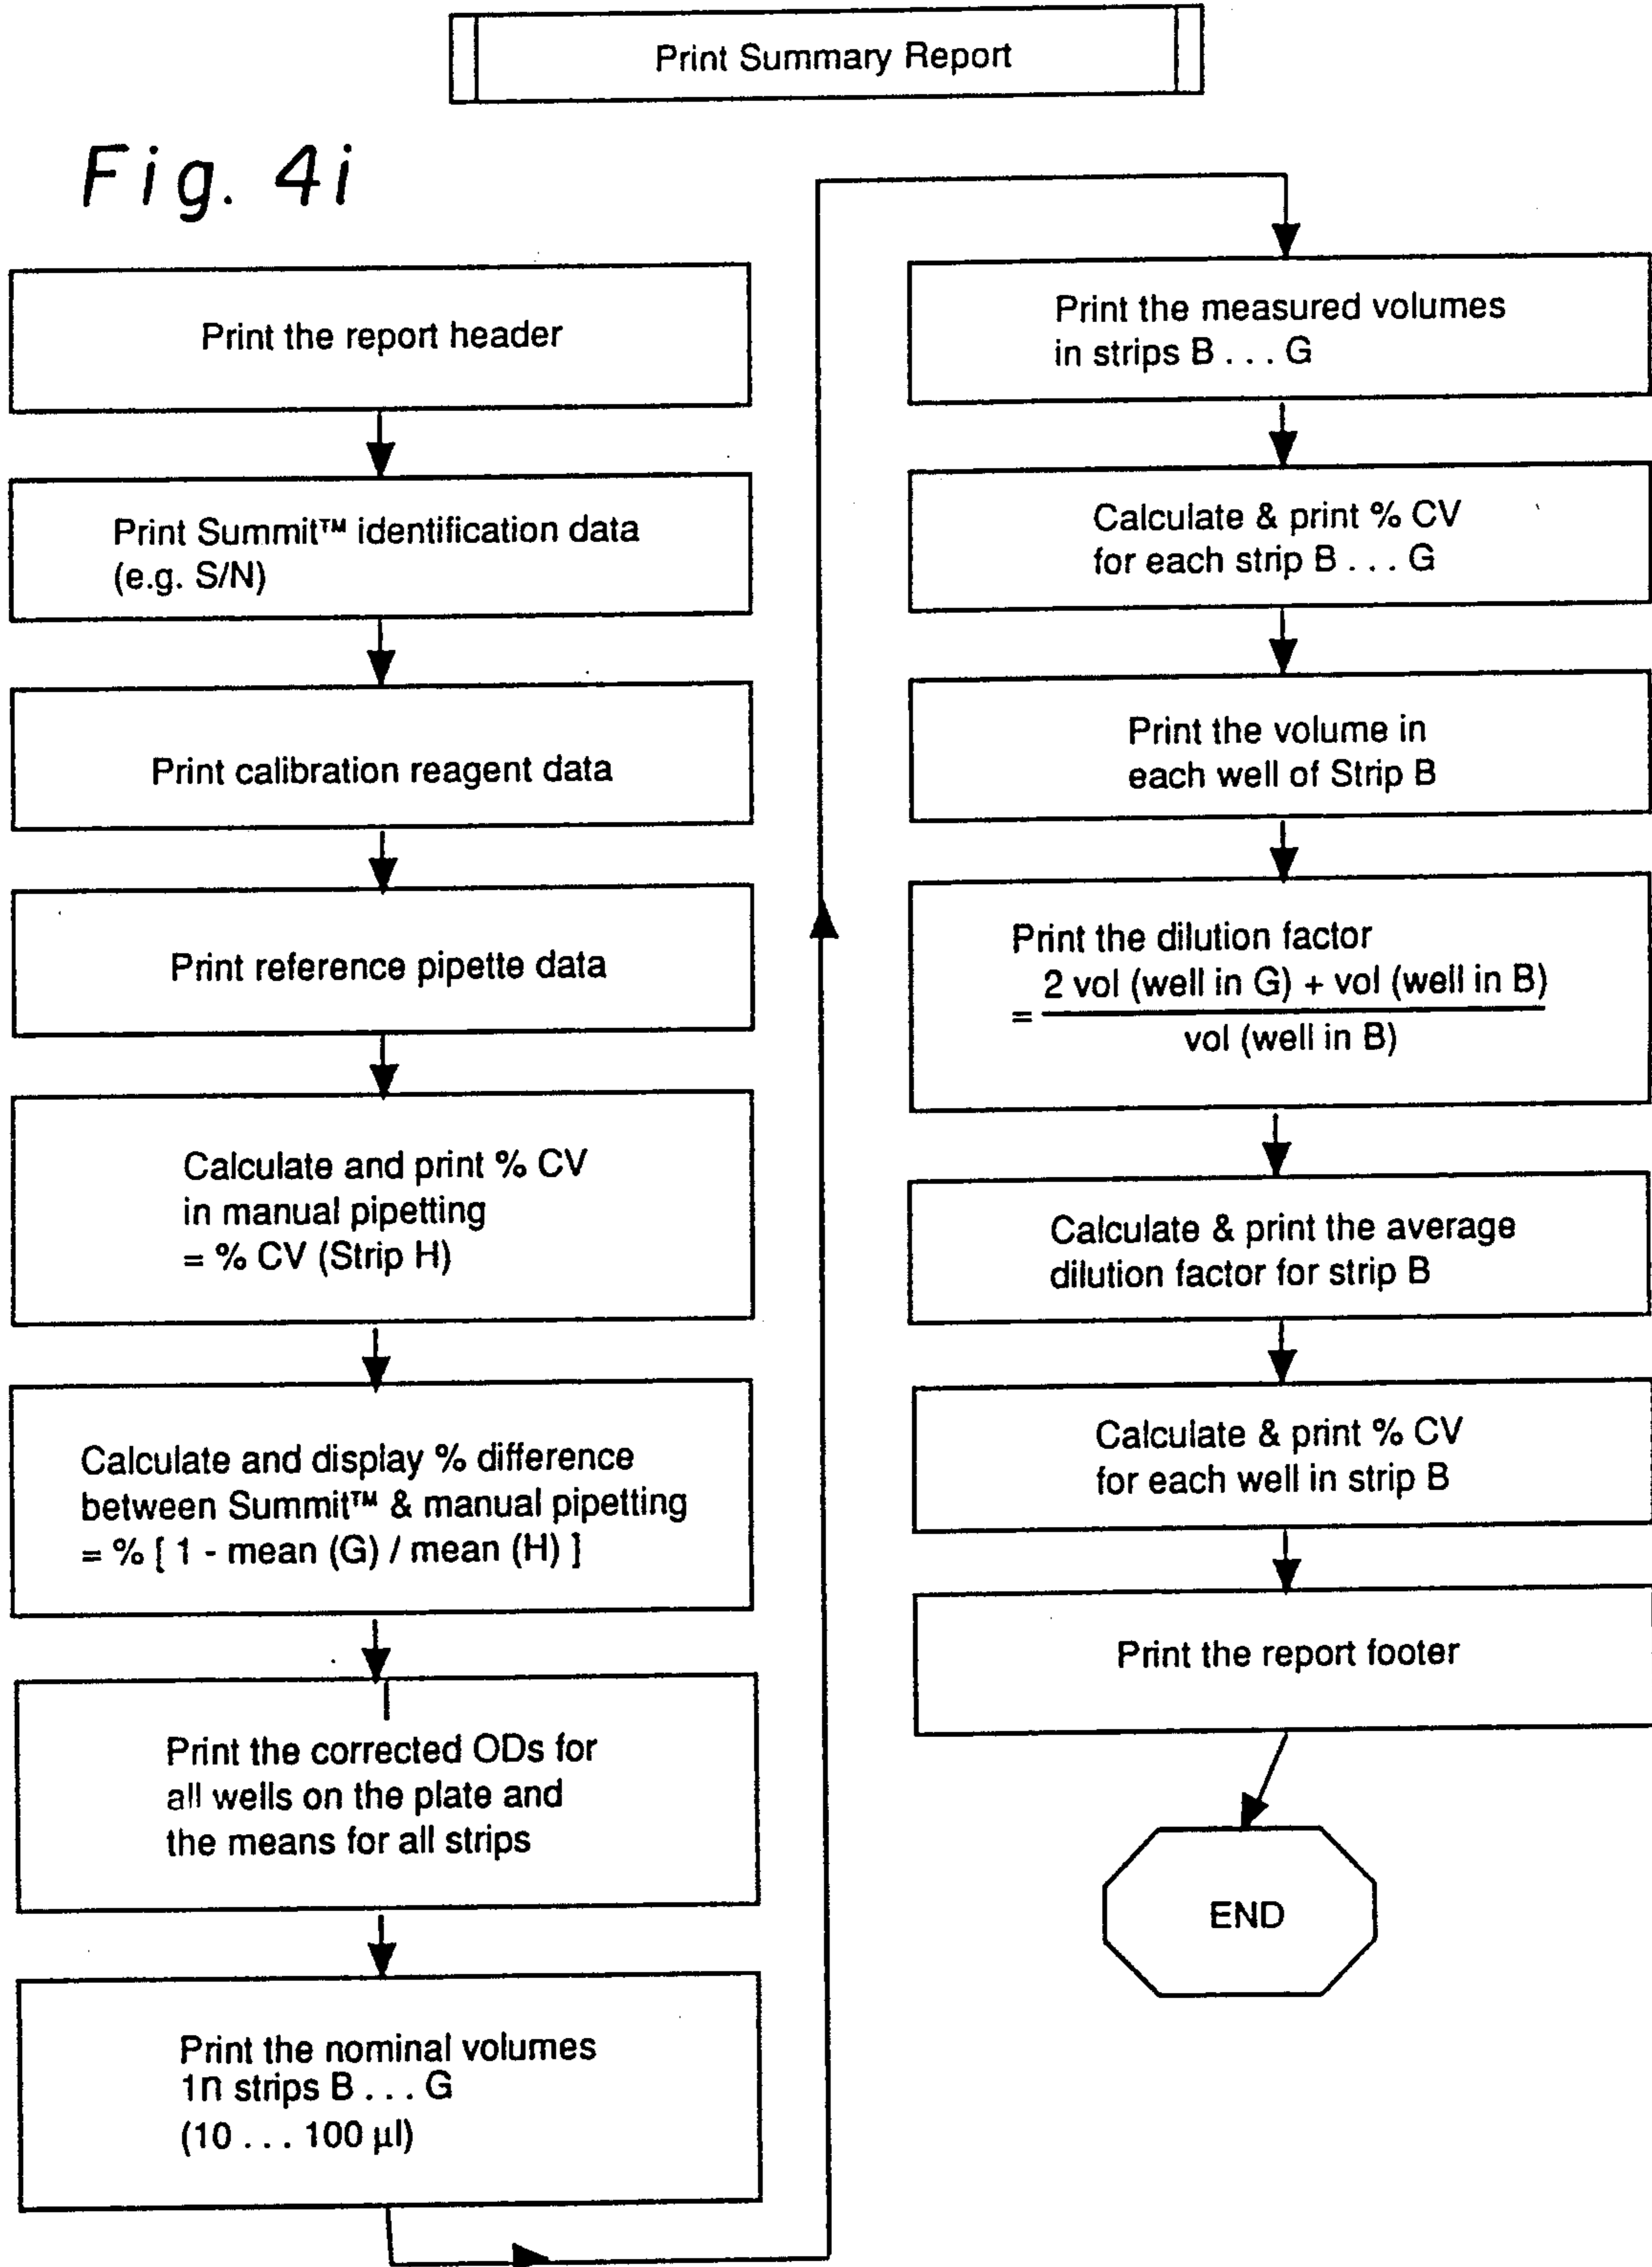 Print Summary Report
Fig. 4i
Print the report header
Print Summit™ identification data
(e.g. S/N)
Print calibration reagent data
Print reference pipette data
Calculate and print % CV
in manual pipetting
= % CV (Strip H)
Calculate and display % difference
between Summit™ & manual pipetting
= % [ 1 - mean (G) / mean (H) ]
Print the corrected ODs for
all wells on the plate and
the means for all strips
Print the nominal volumes
1n strips B . . . G
(10 . . . 100 µl)
Print the measured volumes
in strips B . . . G
Calculate & print % CV
for each strip B . . . G
Print the volume in
each well of Strip B
Print the dilution factor
2 vol (well in G) + vol (well in B)
=
vol (well in B)
Calculate & print the average
dilution factor for strip B
Calculate & print % CV
for each well in strip B
Print the report footer
END